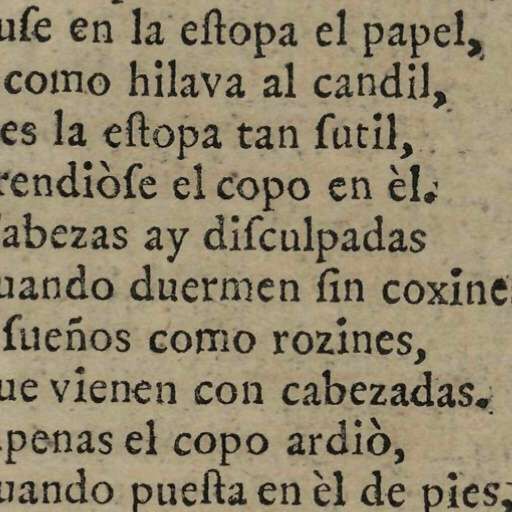 uſe en la eſtopa el papel,
como hilava al candil,
es la eſtopa tan ſutil,
rendiòſe el copo en èl.
abezas ay diſculpadas
uando duermen ſin coxine
ſueños como rozines,
ue vienen con cabezadas.
penas el copo ardiò,
uando pueſta en èl de pies,